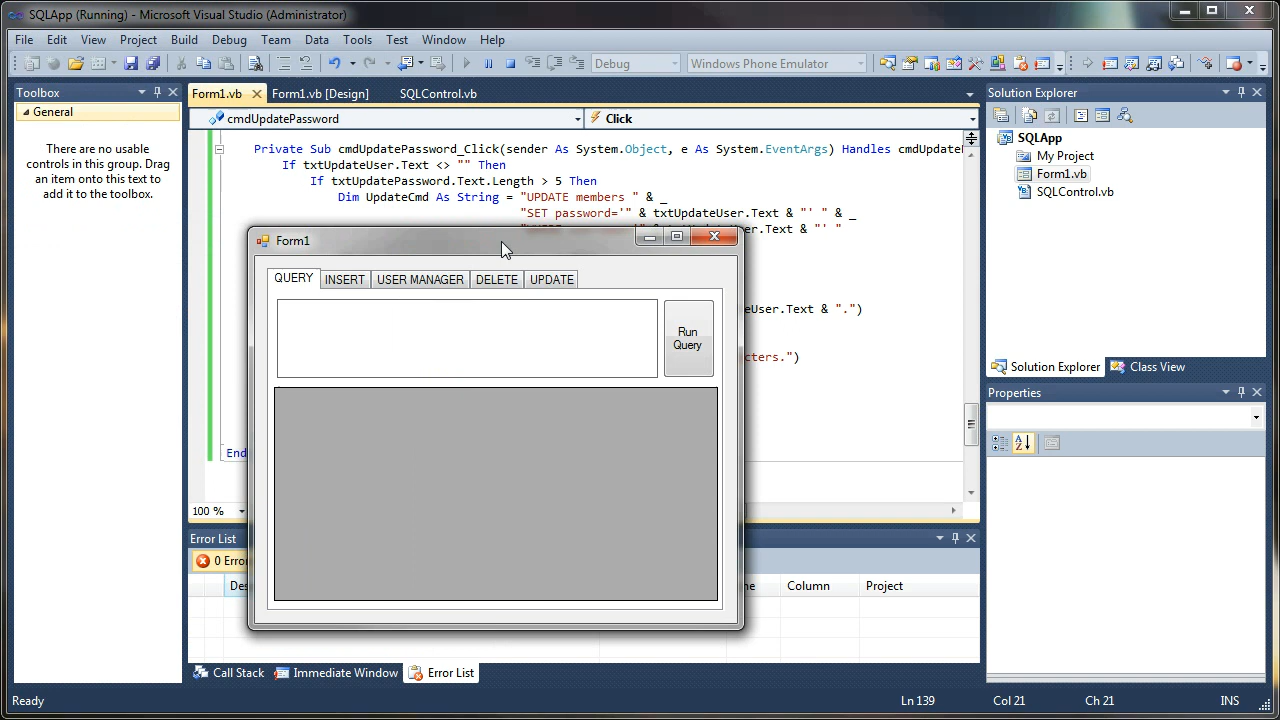 SQLApp (Running) - Microsoft Visual Studio (Administrator)
File Edit View Project Build Debug Team Data Tools Test Window Help
Debug Windows Phone Emulator
Toolbox
General
There are no usable
controls in this group. Drag
an item onto this text to
add it to the toolbox.
Form1.vb Form1.vb [Design] SQLControl.vb
cmdUpdatePassword Click
Private Sub cmdUpdatePassword_Click(sender As System.Object, e As System.EventArgs) Handles cmdUpdateP
If txtUpdateUser.Text <> "" Then
If txtUpdatePassword.Text.Length > 5 Then
Dim UpdateCmd As String = "UPDATE members " & _
"SET password='" & txtUpdateUser.Text & "' " & _
User.Text & "' "
eUser.Text & ".")
cters.")
End
100 %
Form1
QUERY INSERT USER MANAGER DELETE UPDATE
Run
Query
Error List
0 Erro
Des
ne Column Project
Call Stack Immediate Window Error List
Solution Explorer
SQLApp
My Project
Form1.vb
SQLControl.vb
Solution Explorer Class View
Properties
Ready Ln 139 Col 21 Ch 21 INS